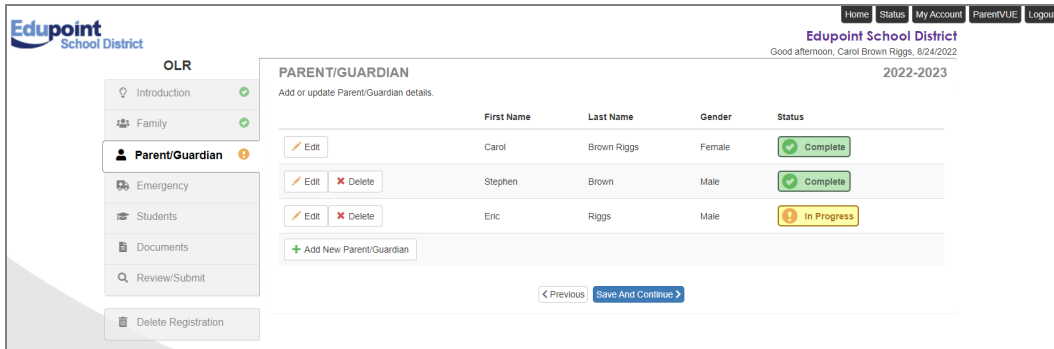 Home Status My Account ParentVUE Logout
Edupoint
School District
Edupoint School District
Good afternoon, Carol Brown Riggs, 8/24/2022
OLR
Introduction
Family
Parent/Guardian
Emergency
Students
Documents
Review/Submit
Delete Registration
PARENT/GUARDIAN 2022-2023
Add or update Parent/Guardian details.
First Name Last Name Gender Status
Edit Carol Brown Riggs Female Complete
Edit Delete Stephen Brown Male Complete
Edit Delete Eric Riggs Male In Progress
Add New Parent/Guardian
Previous Save And Continue